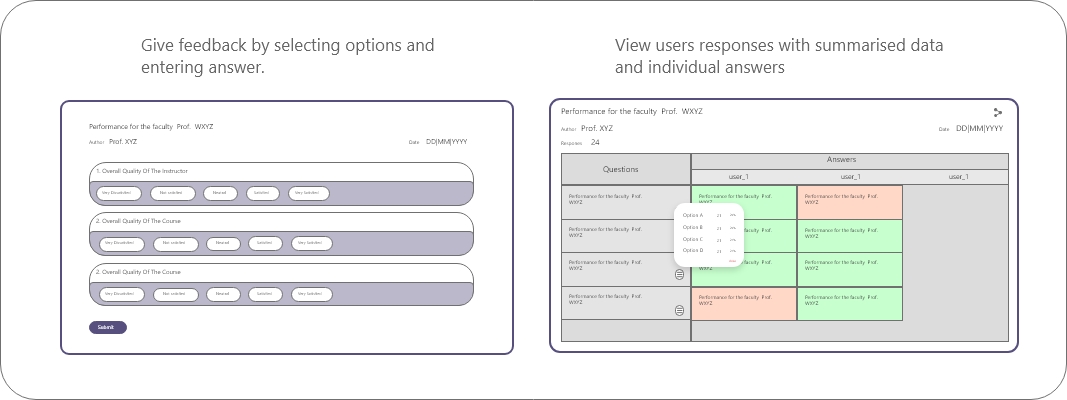 Give feedback by selecting options and
entering answer.
Performance for the faculty Prof. WXYZ
Author Prof. XYZ Date DD|MM|YYYY
1. Overall Quality Of The Instructor
Very Dissatisfied Not satisfied Neutral Satisfied Very Satisfied
2. Overall Quality Of The Course
Very Dissatisfied Not satisfied Neutral Satisfied Very Satisfied
2. Overall Quality Of The Course
Very Dissatisfied Not satisfied Neutral Satisfied Very Satisfied
Submit
View users responses with summarised data
and individual answers
Performance for the faculty Prof. WXYZ
Author Prof. XYZ Date DD|MM|YYYY
24
Questions
Answers
user_1 user_1 user_1
Performance for the faculty Prof.
WXYZ
Performance for the faculty Prof.
Performance for the faculty Prof.
WXYZ
Performance for the faculty Prof.
WXYZ
Performance for the faculty Prof.
WXYZ
Performance for the faculty Prof.
WXYZ
Performance for the faculty Prof.
WXYZ
WXYZ
Performance for the faculty Prof.
WXYZ
Performance for the faculty Prof.
WXYZ
Performance for the faculty Prof.
WXYZ
Performance for the faculty Prof.
WXYZ
Option A 21
Option B 21
Option C 21
Option D 21